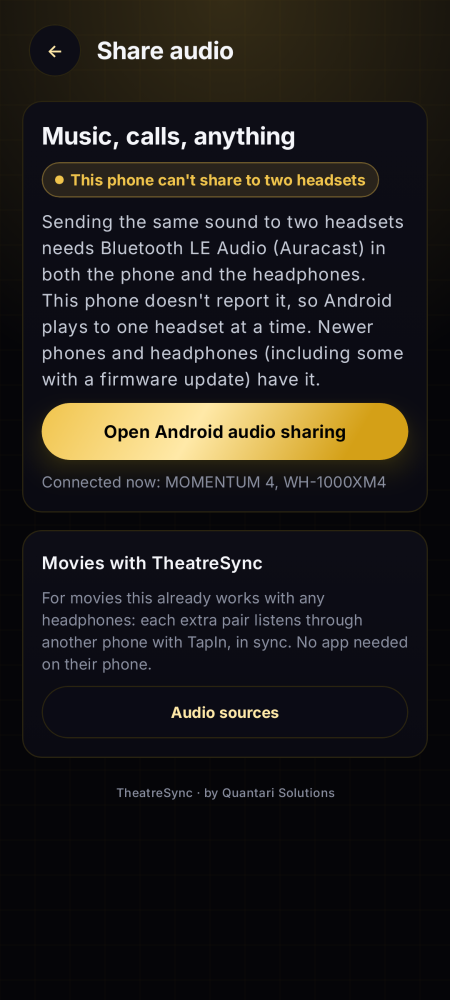 ←
Share audio
Music, calls, anything
This phone can't share to two headsets
Sending the same sound to two headsets
needs Bluetooth LE Audio (Auracast) in
both the phone and the headphones.
This phone doesn't report it, so Android
plays to one headset at a time. Newer
phones and headphones (including some
with a firmware update) have it.
Open Android audio sharing
Connected now: MOMENTUM 4, WH-1000XM4
Movies with TheatreSync
For movies this already works with any
headphones: each extra pair listens through
another phone with TapIn, in sync. No app needed
on their phone.
Audio sources
TheatreSync · by Quantari Solutions